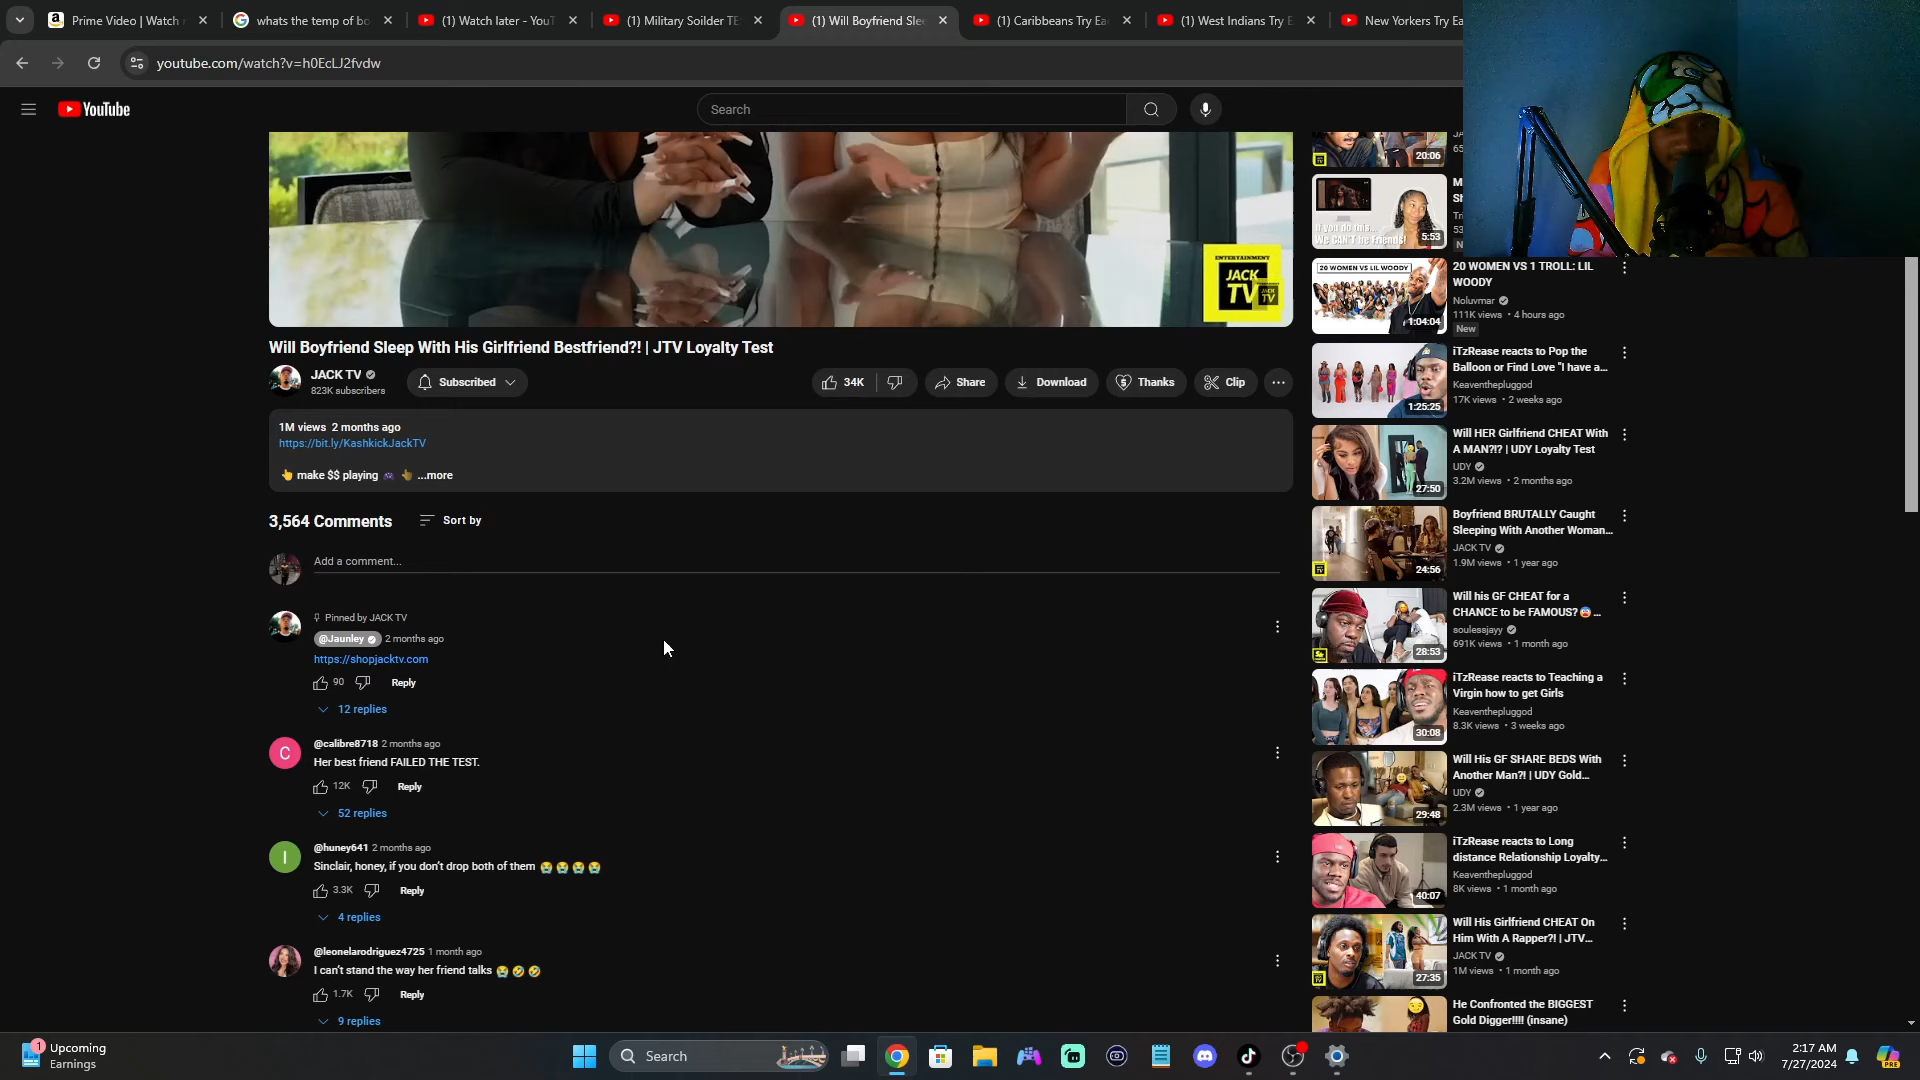 Prime Video | Watch
whats the temp of bo
(1) Watch later - YouT
(1) Military Soilder TE
(1) Will Boyfriend Slee
(1) Caribbeans Try Ea
(1) West Indians Try E
New Yorkers Try Ea
youtube.com/watch?v=h0EcLJ2fvdw
YouTube
Search
ENTERTAINMENT
JACK
TV
Will Boyfriend Sleep With His Girlfriend Bestfriend?! | JTV Loyalty Test
JACK TV
823K subscribers
Subscribed
34K
Share
Download
Thanks
Clip
1M views 2 months ago
https://bit.ly/KashkickJackTV
👆 make $$ playing 🎮 👆 ...more
3,564 Comments
Sort by
Add a comment...
Pinned by JACK TV
@Jaunley 2 months ago
https://shopjacktv.com
90
Reply
12 replies
C
@calibre8718 2 months ago
Her best friend FAILED THE TEST.
12K
Reply
52 replies
I
@huney641 2 months ago
Sinclair, honey, if you don't drop both of them 😭😭😭😭
3.3K
Reply
4 replies
@leonelarodriguez4725 1 month ago
I can't stand the way her friend talks 😭🤣🤣
1.7K
Reply
9 replies
20:06
If you do this...
We CAN'T be Friends!
5:53
20 WOMEN VS LIL WOODY
1:04:04
20 WOMEN VS 1 TROLL: LIL
WOODY
Noluvmar
111K views • 4 hours ago
New
1:25:25
iTzRease reacts to Pop the
Balloon or Find Love "I have a...
Keaventhepluggod
17K views • 2 weeks ago
27:50
Will HER Girlfriend CHEAT With
A MAN?!? | UDY Loyalty Test
UDY
3.2M views • 2 months ago
24:56
Boyfriend BRUTALLY Caught
Sleeping With Another Woman...
JACK TV
1.9M views • 1 year ago
28:53
Will his GF CHEAT for a
CHANCE to be FAMOUS?😨 ...
soulessjayy
691K views • 1 month ago
30:08
iTzRease reacts to Teaching a
Virgin how to get Girls
Keaventhepluggod
8.3K views • 3 weeks ago
29:48
Will His GF SHARE BEDS With
Another Man?! | UDY Gold...
UDY
2.3M views • 1 year ago
40:07
iTzRease reacts to Long
distance Relationship Loyalty...
Keaventhepluggod
8K views • 1 month ago
27:35
Will His Girlfriend CHEAT On
Him With A Rapper?! | JTV...
JACK TV
1M views • 1 month ago
He Confronted the BIGGEST
Gold Digger!!!! (insane)
1
Upcoming
Earnings
Search
2:17 AM
7/27/2024
PRE